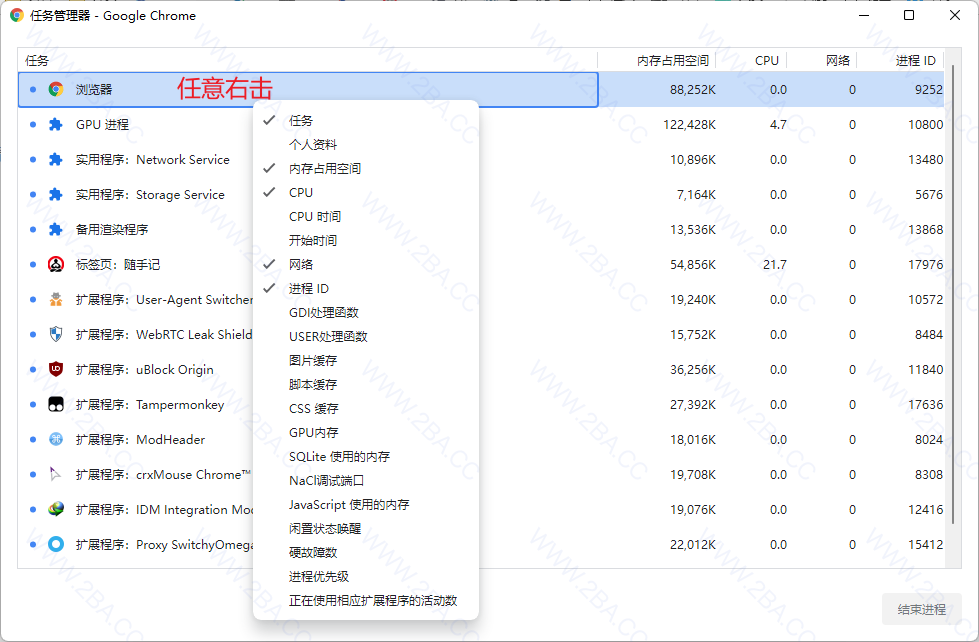 任务管理器 - Google Chrome
任务 内存占用空间 CPU 网络 进程 ID
浏览器 任意右击 88,252K 0.0 0 9252
GPU 进程 122,428K 4.7 0 10800
实用程序：Network Service 10,896K 0.0 0 13480
实用程序：Storage Service 7,164K 0.0 0 5676
备用渲染程序 13,536K 0.0 0 13868
标签页：随手记 54,856K 21.7 0 17976
扩展程序：User-Agent Switcher 19,240K 0.0 0 10572
扩展程序：WebRTC Leak Shield 15,752K 0.0 0 8484
扩展程序：uBlock Origin 36,256K 0.0 0 11840
扩展程序：Tampermonkey 27,392K 0.0 0 17636
扩展程序：ModHeader 18,016K 0.0 0 8024
扩展程序：crxMouse Chrome™ 19,708K 0.0 0 8308
扩展程序：IDM Integration Mo 19,076K 0.0 0 12416
扩展程序：Proxy SwitchyOmega 22,012K 0.0 0 15412
任务
个人资料
内存占用空间
CPU
CPU 时间
开始时间
网络
进程 ID
GDI处理函数
USER处理函数
图片缓存
脚本缓存
CSS 缓存
GPU内存
SQLite 使用的内存
NaCl调试端口
JavaScript 使用的内存
闲置状态唤醒
硬故障数
进程优先级
正在使用相应扩展程序的活动数
结束进程
WWW.2BA.CC